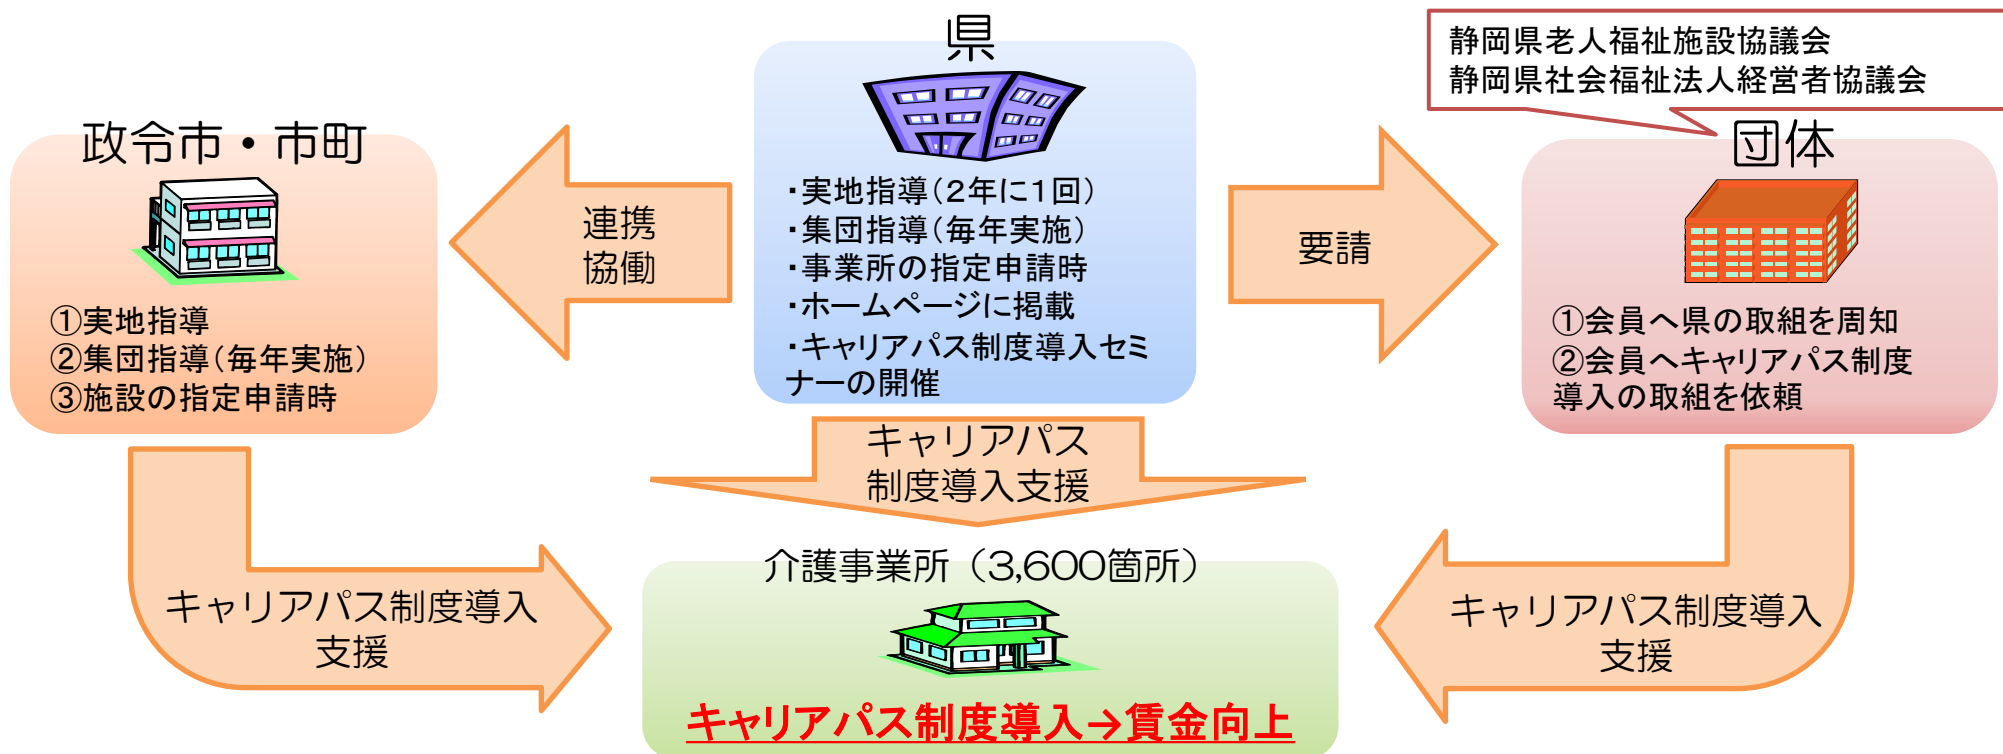 県
・実地指導(2年に1回)
・集団指導(毎年実施)
・事業所の指定申請時
・ホームページに掲載
・キャリアパス制度導入セミ
ナーの開催
静岡県老人福祉施設協議会
静岡県社会福祉法人経営者協議会
政令市・市町
①実地指導
②集団指導(毎年実施)
③施設の指定申請時
連携
協働
要請
団体
①会員へ県の取組を周知
②会員へキャリアパス制度
導入の取組を依頼
キャリアパス
制度導入支援
キャリアパス制度導入
支援
介護事業所(3,600箇所)
キャリアパス制度導入→賃金向上
キャリアパス制度導入
支援